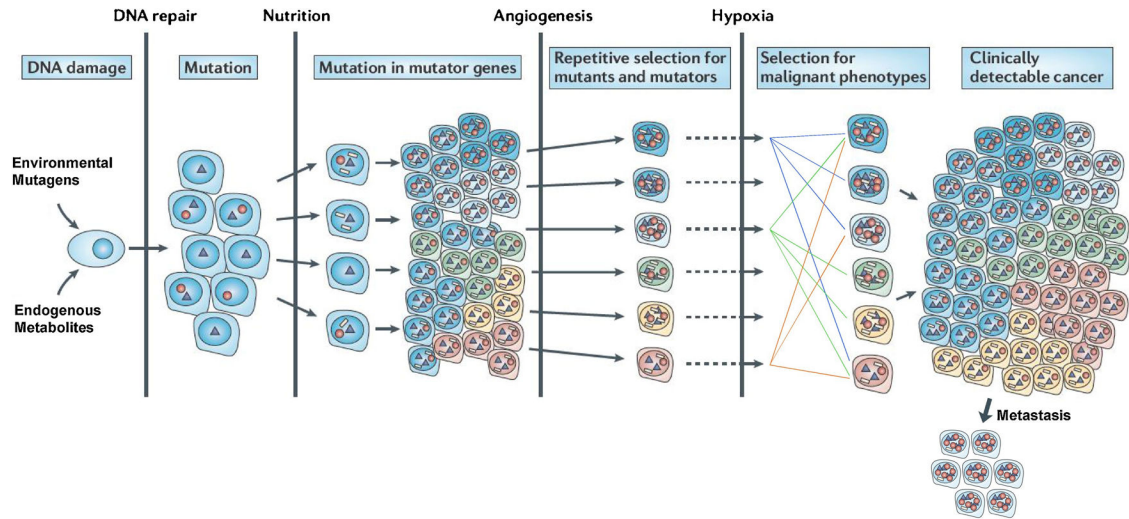 DNA repair
Nutrition
Angiogenesis
Hypoxia
DNA damage
Mutation
Mutation in mutator genes
Repetitive selection for
mutants and mutators
Selection for
malignant phenotypes
Clinically
detectable cancer
Environmental
Mutagens
Endogenous
Metabolites
Metastasis